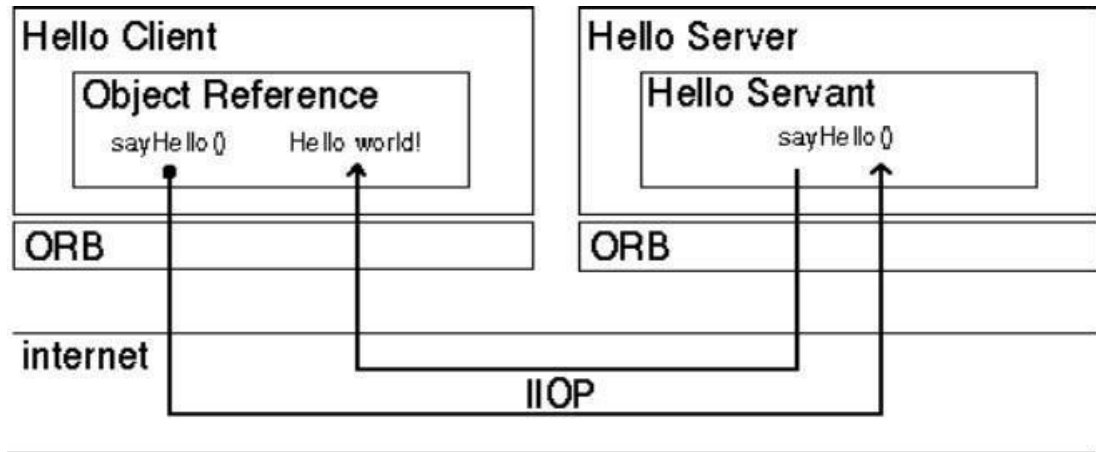 Hello Client
Hello Server
Object Reference
Hello Servant
sayHello()
Hello world!
sayHello()
ORB
ORB
internet
IIOP